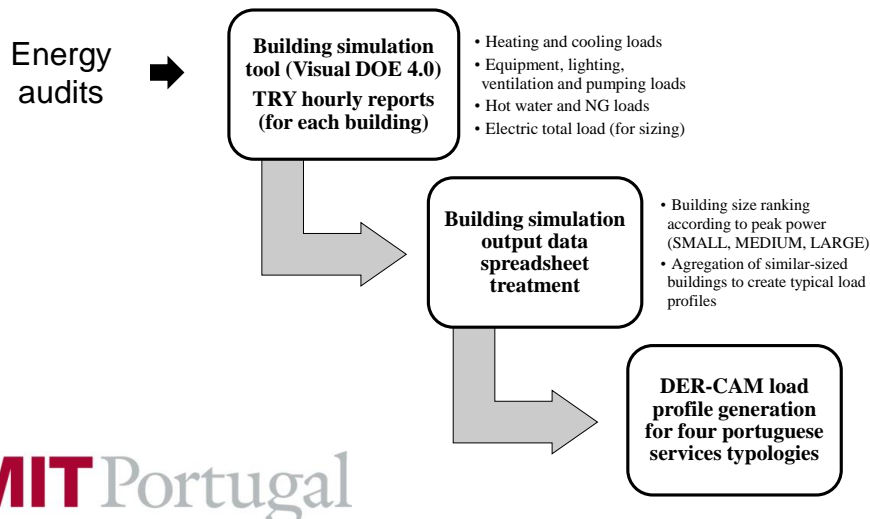 Energy
audits
Building simulation
tool (Visual DOE 4.0)
TRY hourly reports
(for each building)
• Heating and cooling loads
• Equipment, lighting,
ventilation and pumping loads
• Hot water and NG loads
• Electric total load (for sizing)
Building simulation
output data
spreadsheet
treatment
• Building size ranking
according to peak power
(SMALL, MEDIUM, LARGE)
• Agregation of similar-sized
buildings to create typical load
profiles
DER-CAM load
profile generation
for four portuguese
services typologies
MIT Portugal